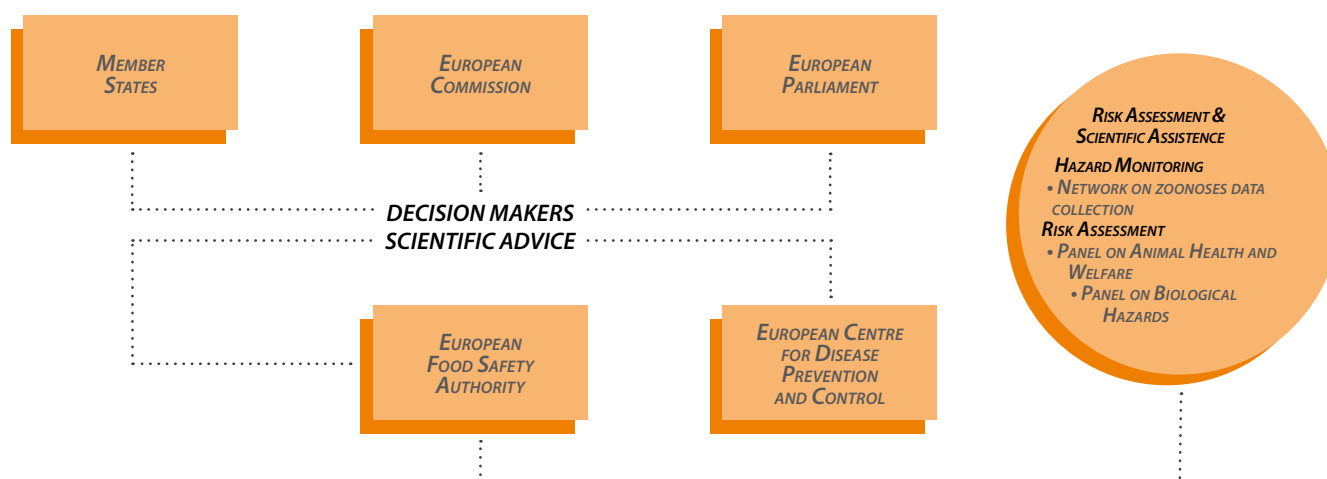 MEMBER
STATES
EUROPEAN
COMMISSION
EUROPEAN
PARLIAMENT
DECISION MAKERS
SCIENTIFIC ADVICE
EUROPEAN
FOOD SAFETY
AUTHORITY
EUROPEAN CENTRE
FOR DISEASE
PREVENTION
AND CONTROL
RISK ASSESSMENT &
SCIENTIFIC ASSISTENCE
HAZARD MONITORING
• NETWORK ON ZOONOSES DATA
COLLECTION
RISK ASSESSMENT
• PANEL ON ANIMAL HEALTH AND
WELFARE
• PANEL ON BIOLOGICAL
HAZARDS